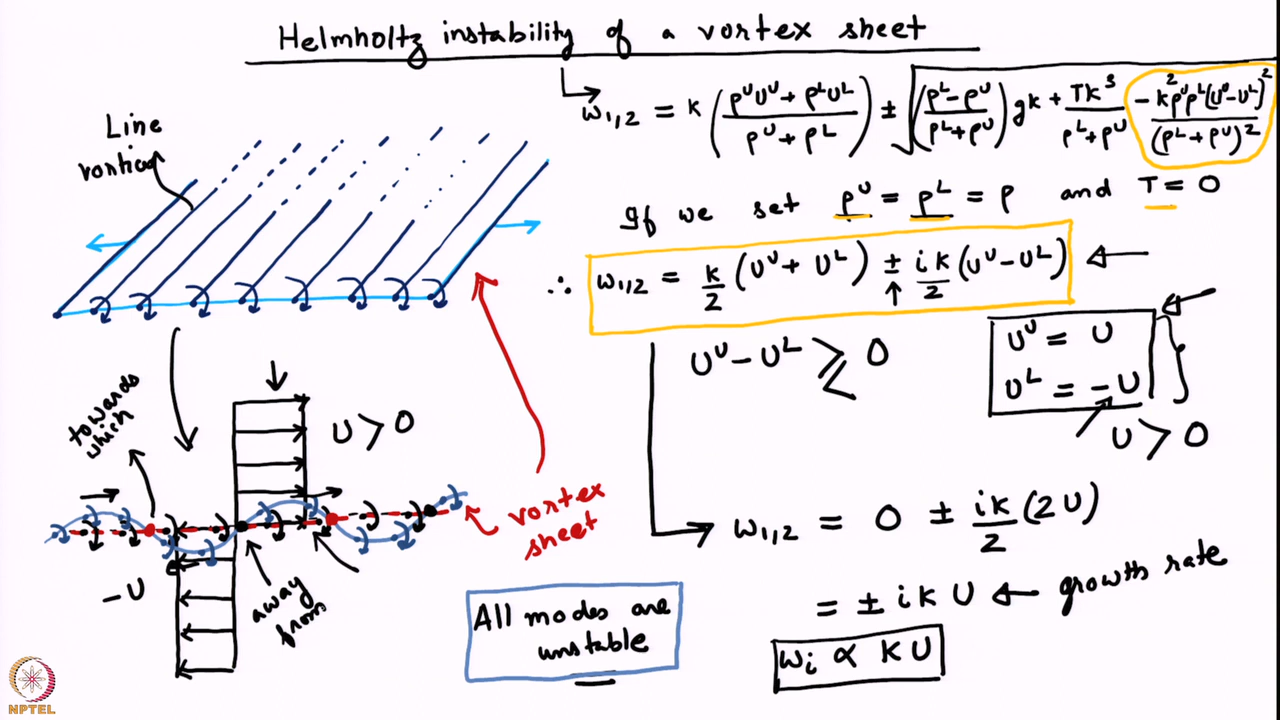 Helmholtz instability of a vortex sheet
ω₁,₂ = k ( (ρᵁUᵁ + ρᴸUᴸ) / (ρᵁ + ρᴸ) ) ± √( ((ρᴸ - ρᵁ) / (ρᴸ + ρᵁ)) gk + Tk³ / (ρᴸ + ρᵁ) - k²ρᵁρᴸ(Uᵁ - Uᴸ)² / (ρᴸ + ρᵁ)² )
Line
vortices
If we set ρᵁ = ρᴸ = ρ and T = 0
∴ ω₁,₂ = k/2 (Uᵁ + Uᴸ) ± ik/2 (Uᵁ - Uᴸ)
Uᵁ - Uᴸ ≷ 0
Uᵁ = U
Uᴸ = -U
U > 0
towards
which
U > 0
vortex
sheet
-U
away
from
ω₁,₂ = 0 ± ik/2 (2U)
= ± i k U ← growth rate
ωᵢ ∝ kU
All modes are
unstable
NPTEL